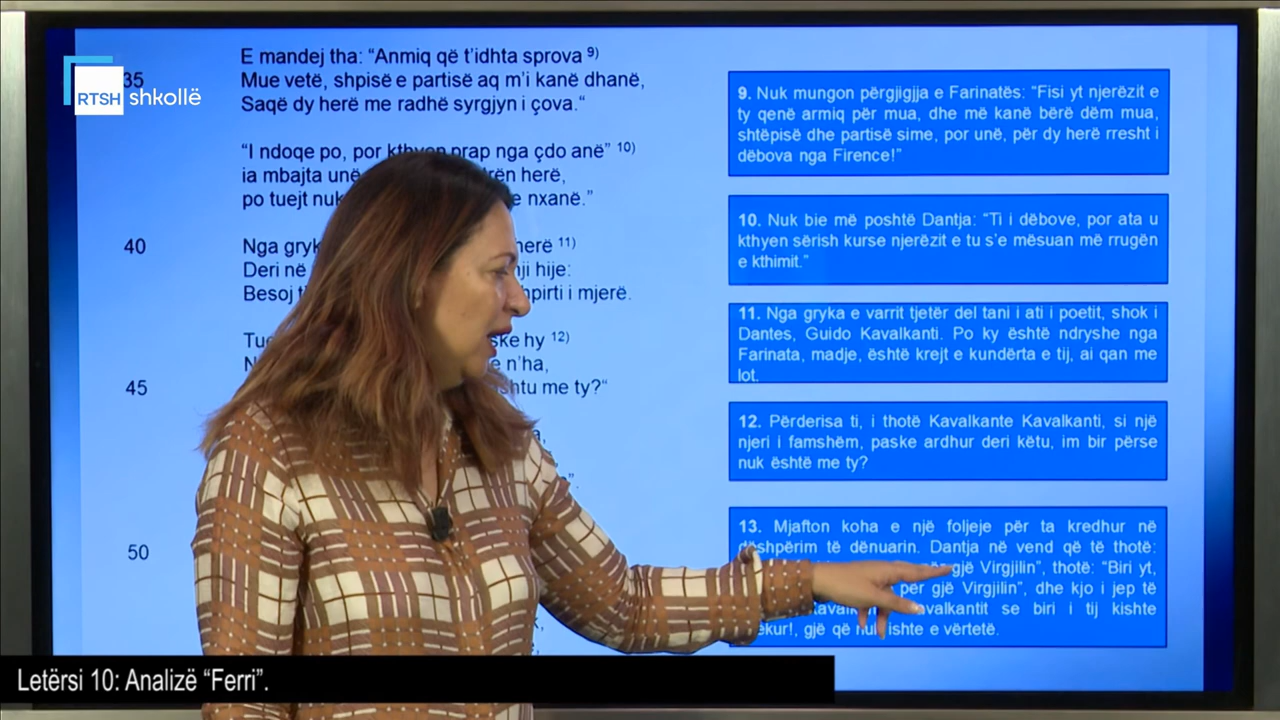 E mandej tha: “Anmiq që t’idhta sprova 9)
35
Mue vetë, shpisë e partisë aq m’i kanë dhanë,
Saqë dy herë me radhë syrgjyn i çova.“
RTSH shkollë
“I ndoqe po, por kthyen prap nga çdo anë” 10)
ia mbajta unë herë,
po tuejt nuk nxanë.”
40
Nga 11)
Deri në hije:
Besoj i mjerë.
hy 12)
n’ha,
45
me ty?“
50
9. Nuk mungon përgjigjja e Farinatës: “Fisi yt njerëzit e
ty qenë armiq për mua, dhe më kanë bërë dëm mua,
shtëpisë dhe partisë sime, por unë, për dy herë rresht i
dëbova nga Firence!”
10. Nuk bie më poshtë Dantja: “Ti i dëbove, por ata u
kthyen sërish kurse njerëzit e tu s’e mësuan më rrugën
e kthimit.”
11. Nga gryka e varrit tjetër del tani i ati i poetit, shok i
Dantes, Guido Kavalkanti. Po ky është ndryshe nga
Farinata, madje, është krejt e kundërta e tij, ai qan me
lot.
12. Përderisa ti, i thotë Kavalkante Kavalkanti, si një
njeri i famshëm, paske ardhur deri këtu, im bir përse
nuk është me ty?
13. Mjafton koha e një foljeje për ta kredhur në
dëshpërim të dënuarin. Dantja në vend që të thotë:
gjë Virgjilin”, thotë: “Biri yt,
për gjë Virgjilin”, dhe kjo i jep të
se biri i tij kishte
gjë që nuk ishte e vërtetë.
Letërsi 10: Analizë “Ferri”.